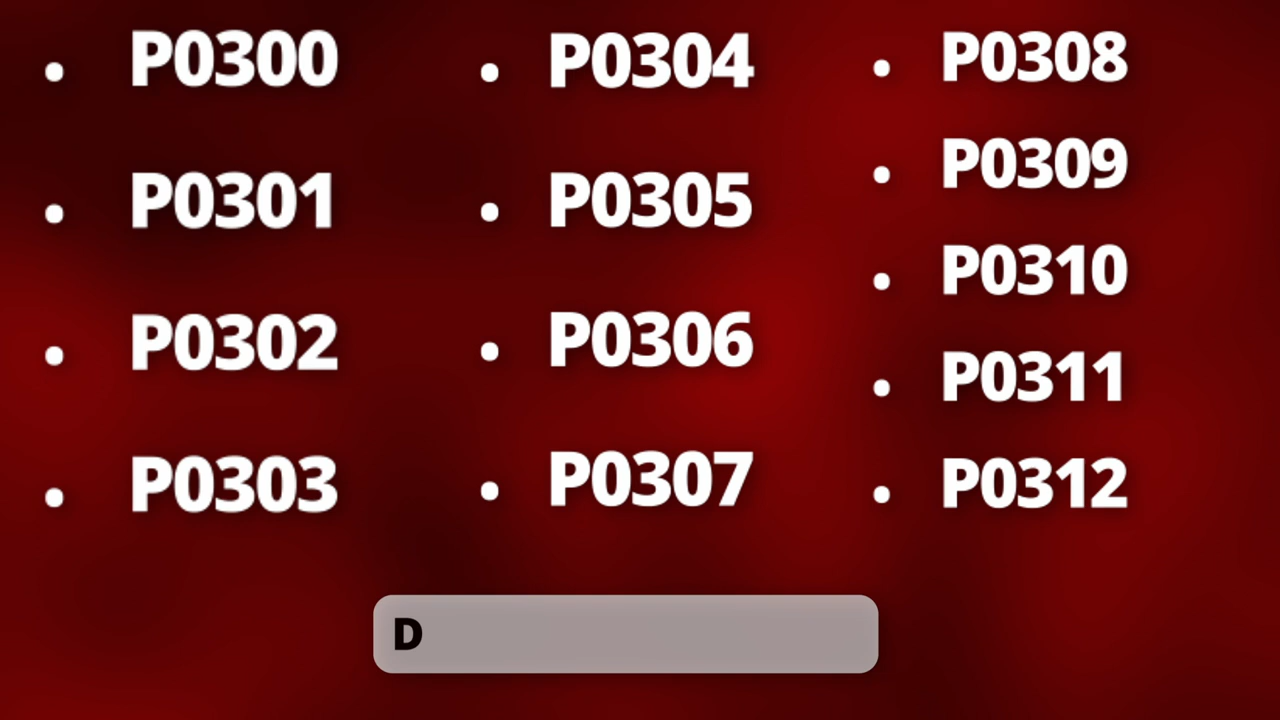 • P0300
• P0301
• P0302
• P0303
• P0304
• P0305
• P0306
• P0307
• P0308
• P0309
• P0310
• P0311
• P0312
D